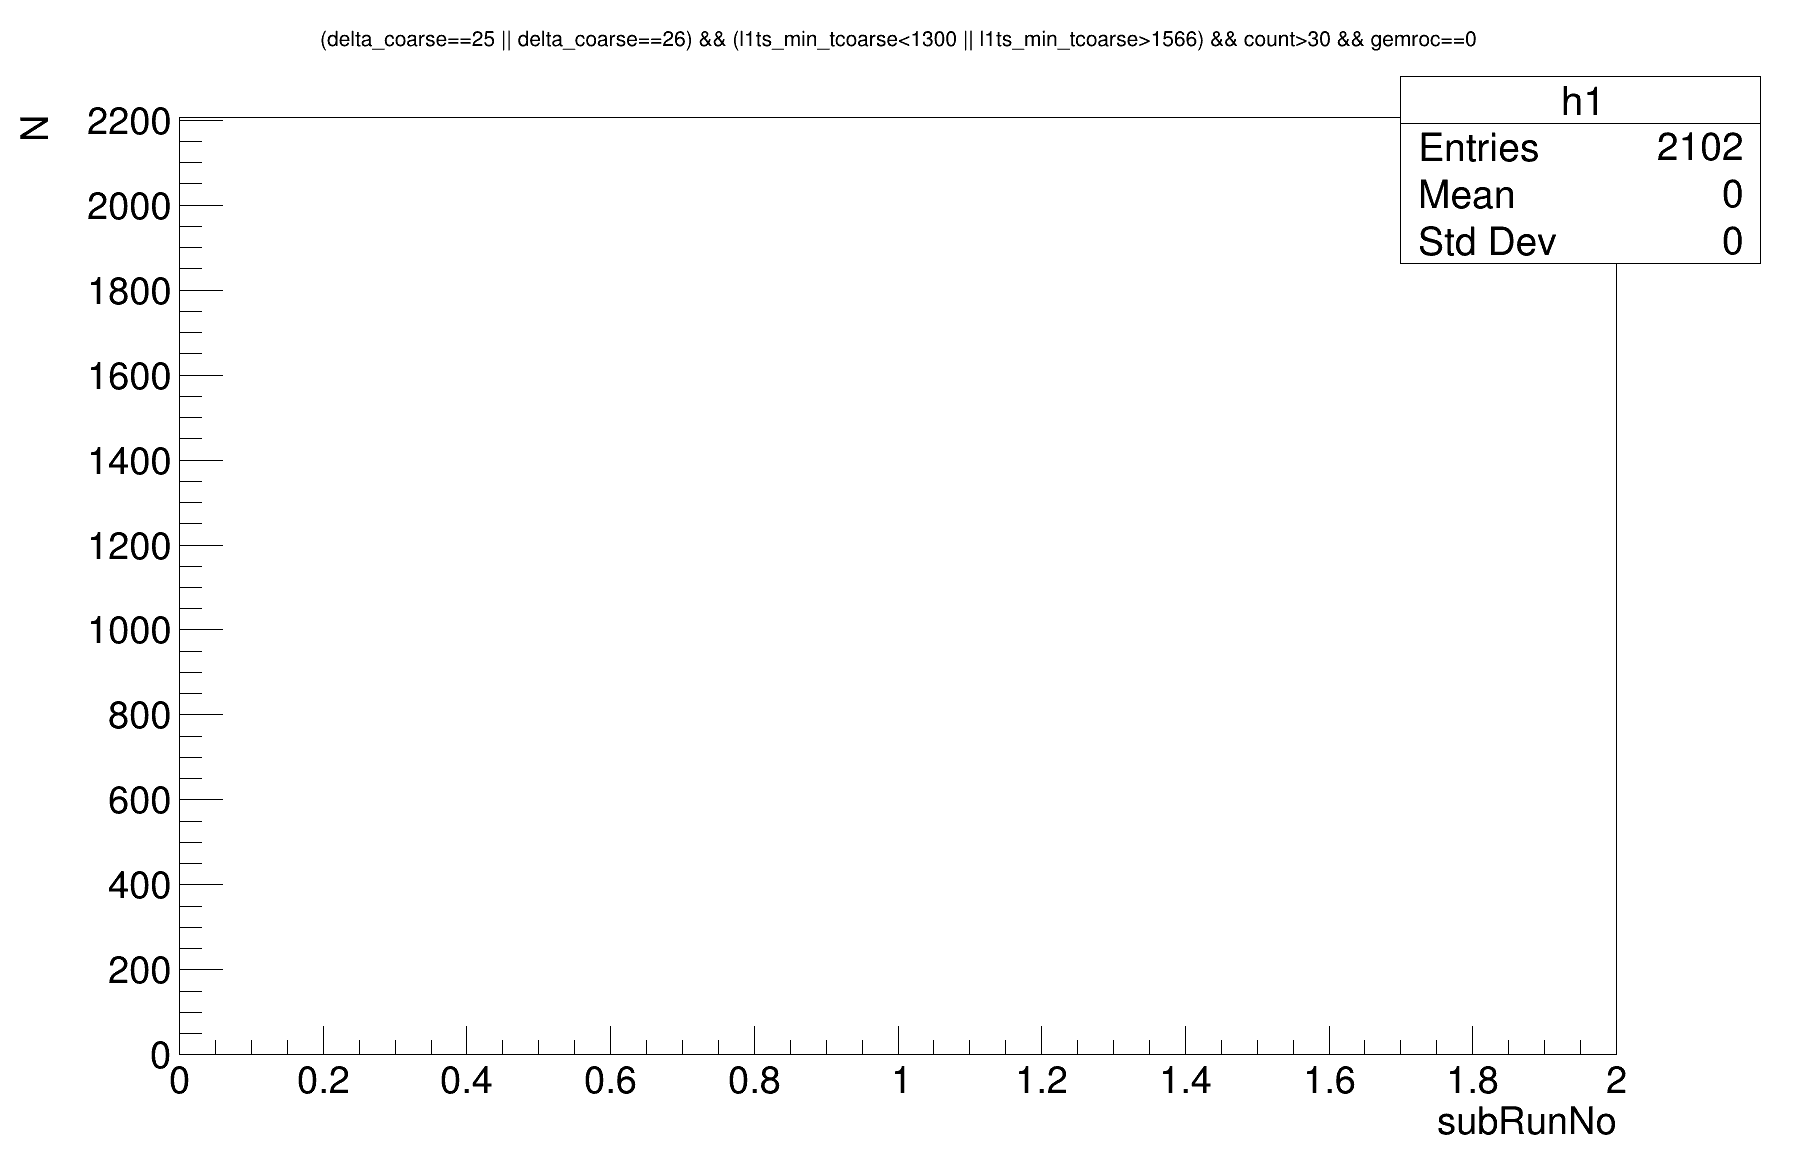 (delta_coarse==25 || delta_coarse==26) && (l1ts_min_tcoarse<1300 || l1ts_min_tcoarse>1566) && count>30 && gemroc==0
h1
Entries 2102
Mean 0
Std Dev 0
N
2200
2000
1800
1600
1400
1200
1000
800
600
400
200
0
0 0.2 0.4 0.6 0.8 1 1.2 1.4 1.6 1.8 2
subRunNo